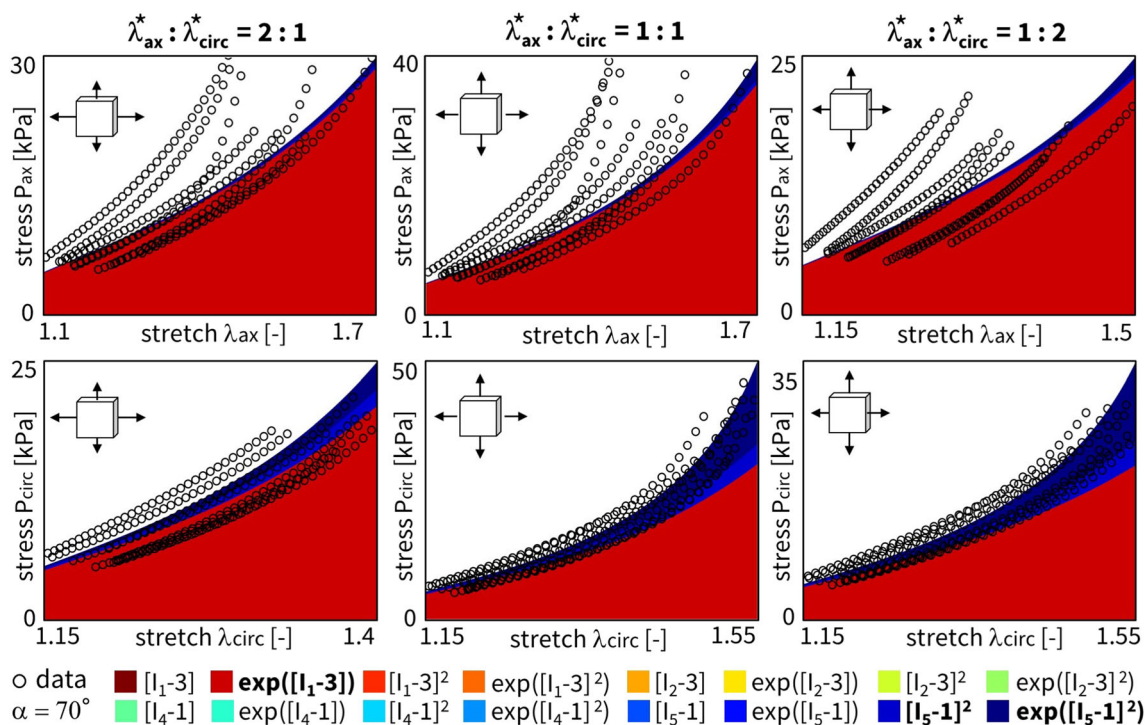 λ*ax : λ*circ = 2 : 1
λ*ax : λ*circ = 1 : 1
λ*ax : λ*circ = 1 : 2
30
stress Pax [kPa]
0
1.1 stretch λax [-] 1.7
40
stress Pax [kPa]
0
1.1 stretch λax [-] 1.7
25
stress Pax [kPa]
0
1.15 stretch λax [-] 1.5
25
stress Pcirc [kPa]
0
1.15 stretch λcirc [-] 1.4
50
stress Pcirc [kPa]
0
1.15 stretch λcirc [-] 1.55
35
stress Pcirc [kPa]
0
1.15 stretch λcirc [-] 1.55
data [I₁-3] exp([I₁-3]) [I₁-3]² exp([I₁-3]²) [I₂-3] exp([I₂-3]) [I₂-3]² exp([I₂-3]²)
α = 70° [I₄-1] exp([I₄-1]) [I₄-1]² exp([I₄-1]²) [I₅-1] exp([I₅-1]) [I₅-1]² exp([I₅-1]²)